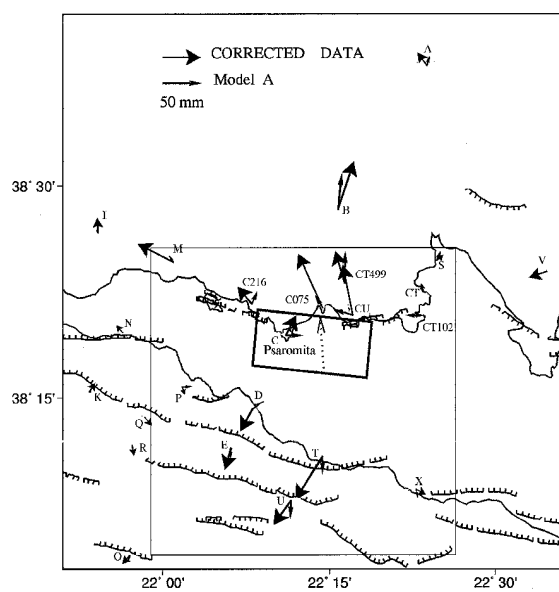 CORRECTED DATA
Model A
50 mm
A
38° 30'
B
I
M
S
V
C216
CT499
C075
CU
CT
CT102
C
Psaromita
N
38° 15'
K
P
D
Q
R
E
T
U
X
O
22° 00'
22° 15'
22° 30'